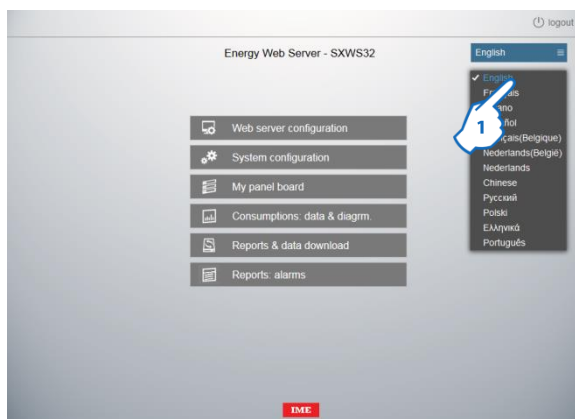 logout
Energy Web Server - SXWS32
English
English
Web server configuration
System configuration
My panel board
Consumptions: data & diagrm.
Reports & data download
Reports: alarms
1
(Belgique)
Nederlands(België)
Nederlands
Chinese
Русский
Polski
Ελληνικά
Português
IME